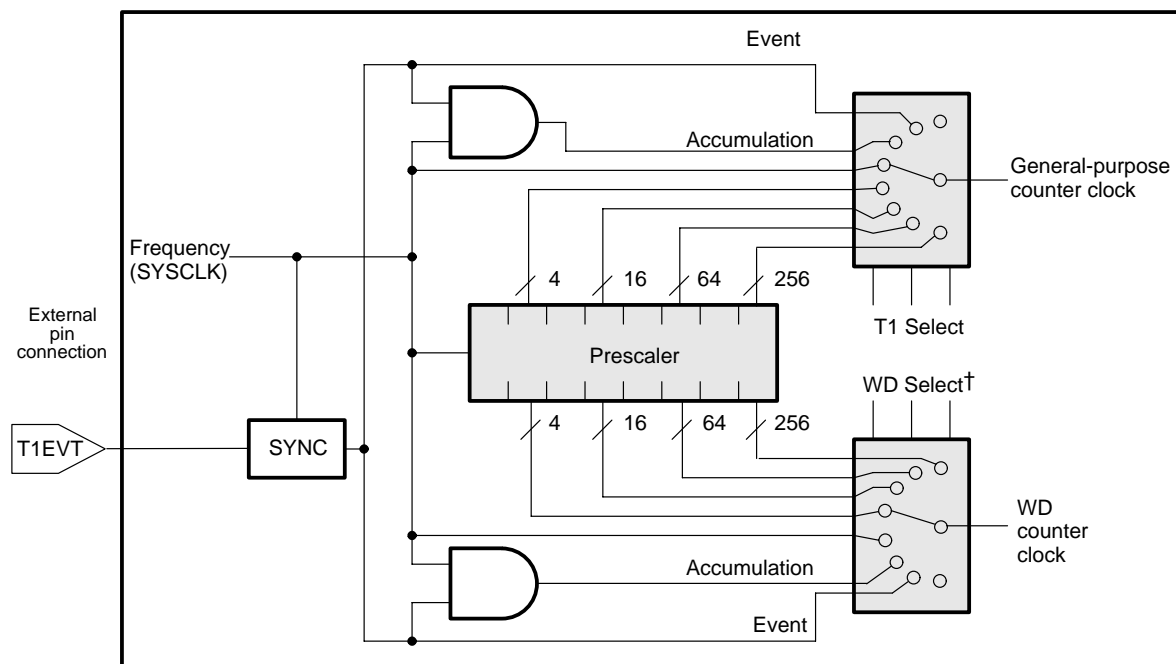 Event
Accumulation
General-purpose
counter clock
Frequency
(SYSCLK)
4
16
64
256
External
pin
connection
T1 Select
Prescaler
WD Select†
4
16
64
256
T1EVT
SYNC
WD
counter
clock
Accumulation
Event